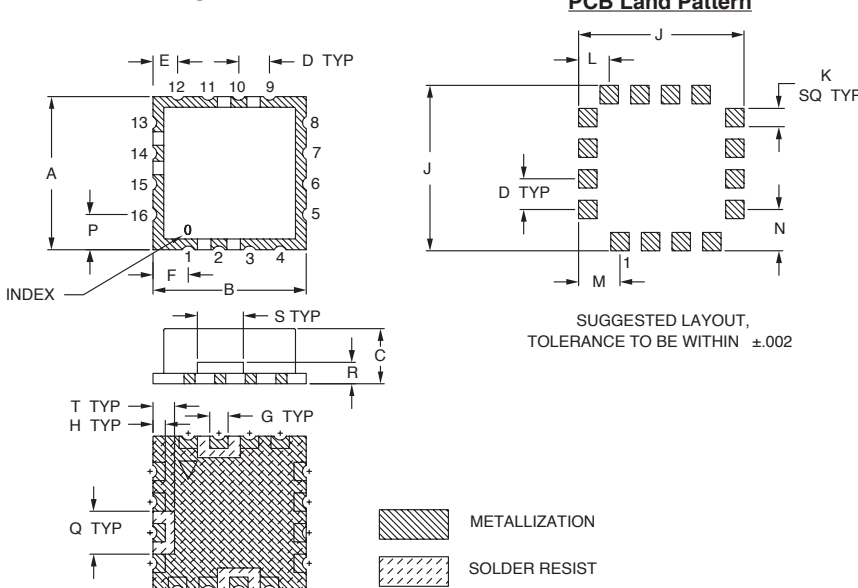 PCB Land Pattern
E
D TYP
12 11 10 9
13
14
15
16
8
7
6
5
A
P
0
1 2 3 4
F
B
INDEX
S TYP
C
R
T TYP
H TYP
G TYP
Q TYP
J
L
K
SQ TYP
J
D TYP
N
1
M
SUGGESTED LAYOUT,
TOLERANCE TO BE WITHIN ±.002
METALLIZATION
SOLDER RESIST